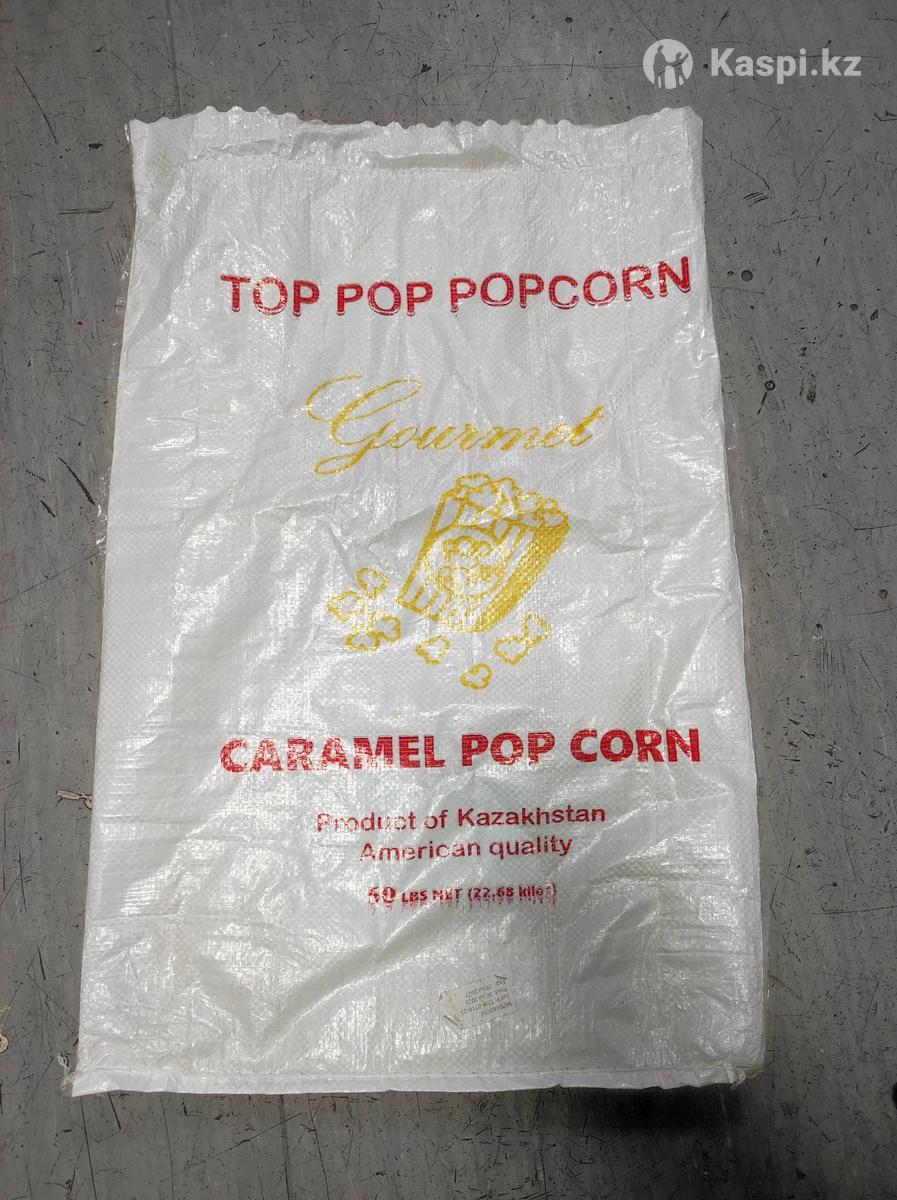 Kaspi.kz
TOP POP POPCORN
Gourmet
CARAMEL POP CORN
Product of Kazakhstan
American quality
50 LBS NET (22.68 kilos)
MUSHROOM